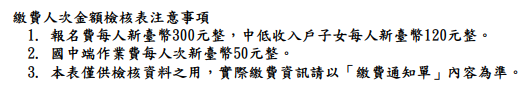 繳費人次金額檢核表注意事項
1. 報名費每人新臺幣300元整，中低收入戶子女每人新臺幣120元整。
2. 國中端作業費每人次新臺幣50元整。
3. 本表僅供檢核資料之用，實際繳費資訊請以「繳費通知單」內容為準。